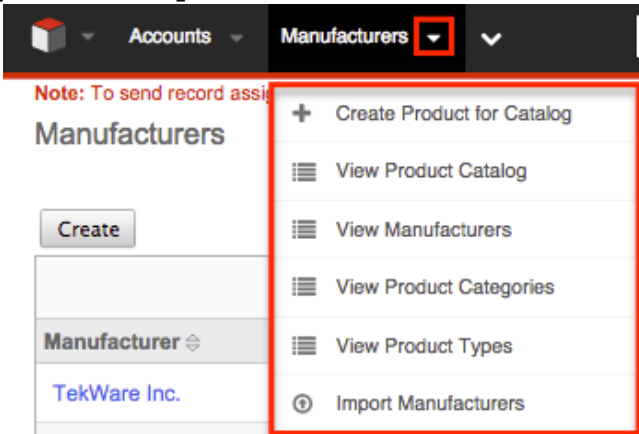 Accounts
Manufacturers
Note: To send record assig
Manufacturers
Create
Manufacturer
TekWare Inc.
Create Product for Catalog
View Product Catalog
View Manufacturers
View Product Categories
View Product Types
Import Manufacturers